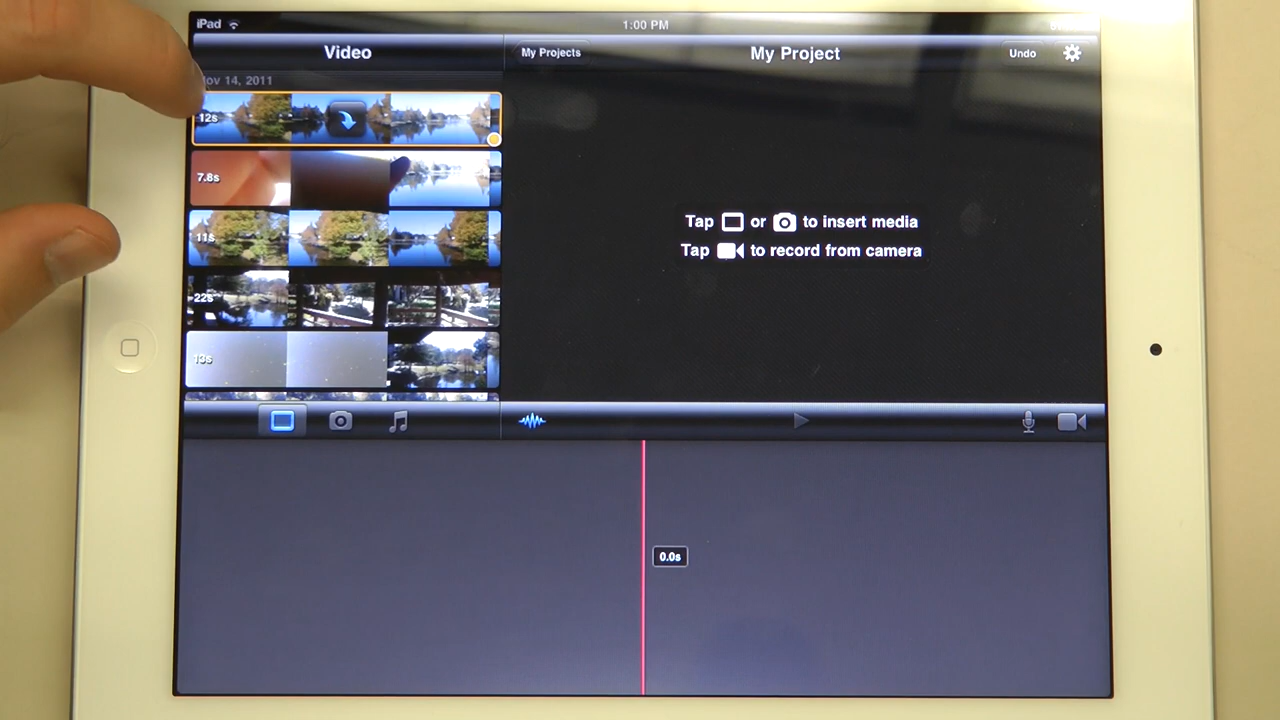 iPad
1:00 PM
Video
My Projects
My Project
Undo
Nov 14, 2011
12s
7.8s
11s
22s
13s
Tap or to insert media
Tap to record from camera
0.0s